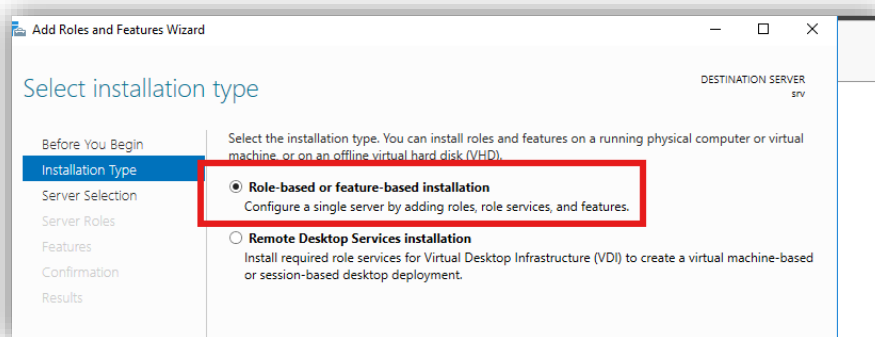 Add Roles and Features Wizard
Select installation type
DESTINATION SERVER
srv
Before You Begin
Installation Type
Server Selection
Server Roles
Features
Confirmation
Results
Select the installation type. You can install roles and features on a running physical computer or virtual
machine, or on an offline virtual hard disk (VHD).
Role-based or feature-based installation
Configure a single server by adding roles, role services, and features.
Remote Desktop Services installation
Install required role services for Virtual Desktop Infrastructure (VDI) to create a virtual machine-based
or session-based desktop deployment.